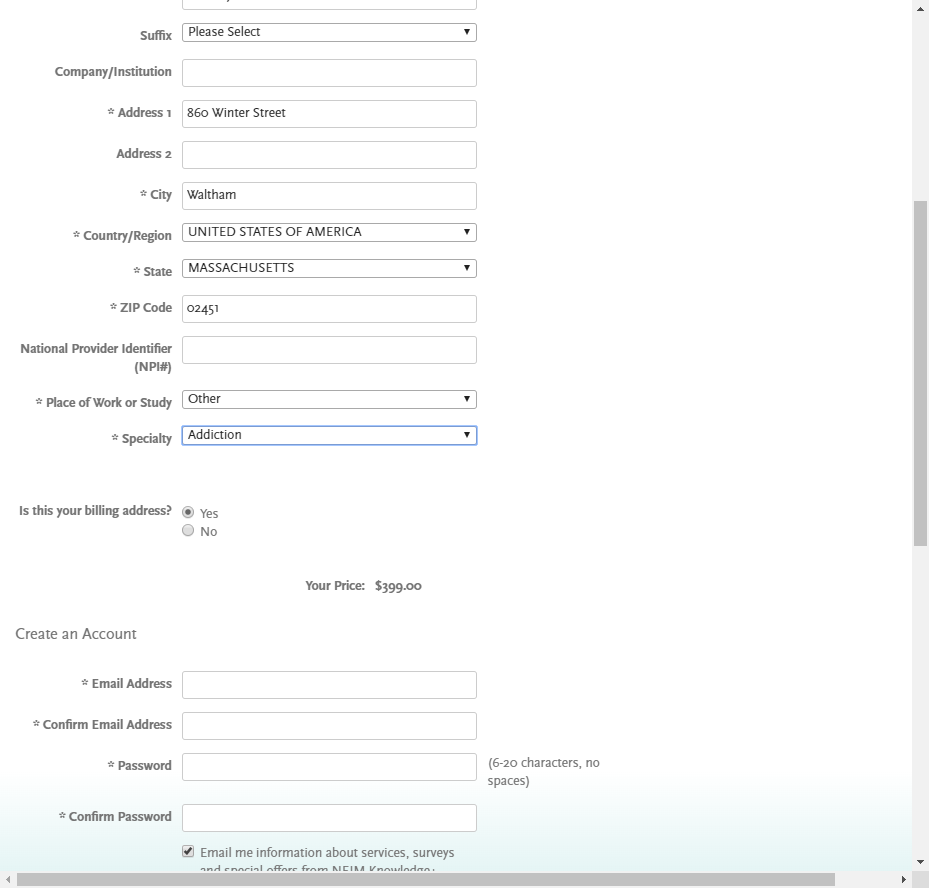 Suffix Please Select
Company/Institution
* Address 1 860 Winter Street
Address 2
* City Waltham
* Country/Region UNITED STATES OF AMERICA
* State MASSACHUSETTS
* ZIP Code 02451
National Provider Identifier
(NPI#)
* Place of Work or Study Other
* Specialty Addiction
Is this your billing address? Yes
No
Your Price: $399.00
Create an Account
* Email Address
* Confirm Email Address
* Password (6-20 characters, no
spaces)
* Confirm Password
Email me information about services, surveys
and special offers from NEJM Knowledge+